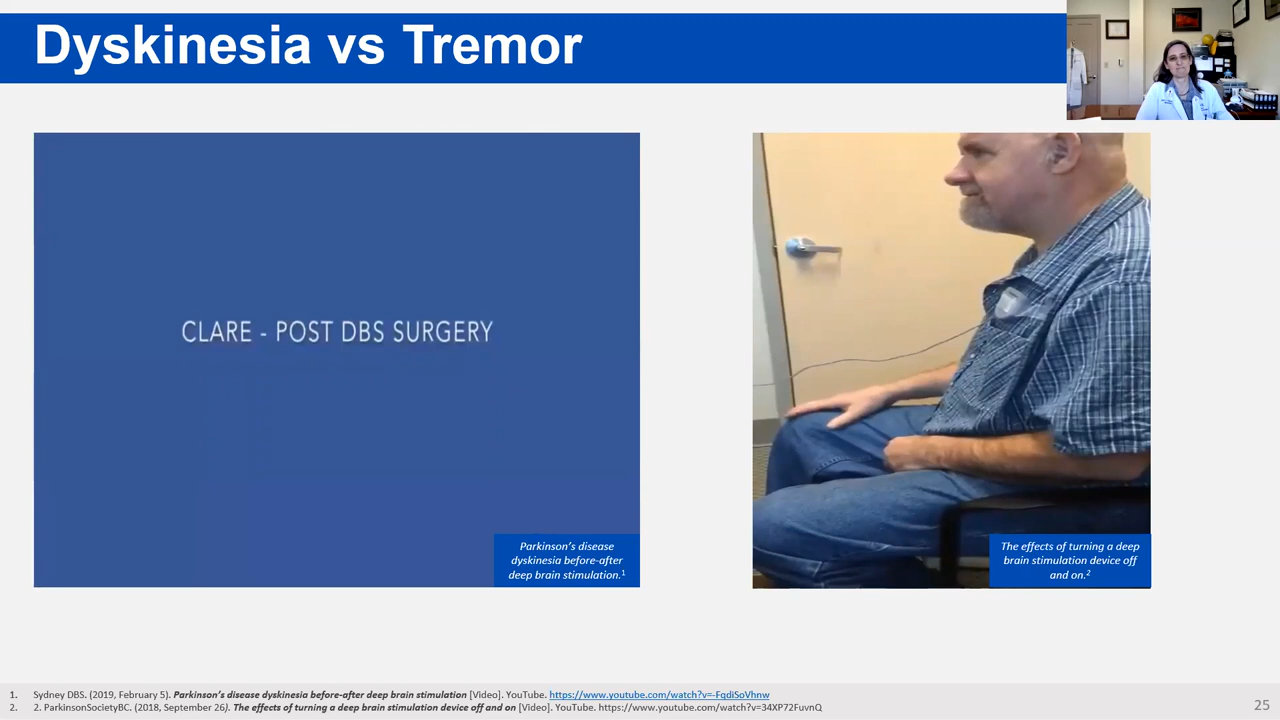 Dyskinesia vs Tremor
CLARE - POST DBS SURGERY
Parkinson's disease
dyskinesia before-after
deep brain stimulation.1
The effects of turning a deep
brain stimulation device off
and on.2
1. Sydney DBS. (2019, February 5). Parkinson's disease dyskinesia before-after deep brain stimulation [Video]. YouTube. https://www.youtube.com/watch?v=-FqdiSoVhnw
2. 2. ParkinsonSocietyBC. (2018, September 26). The effects of turning a deep brain stimulation device off and on [Video]. YouTube. https://www.youtube.com/watch?v=34XP72FuvnQ
25